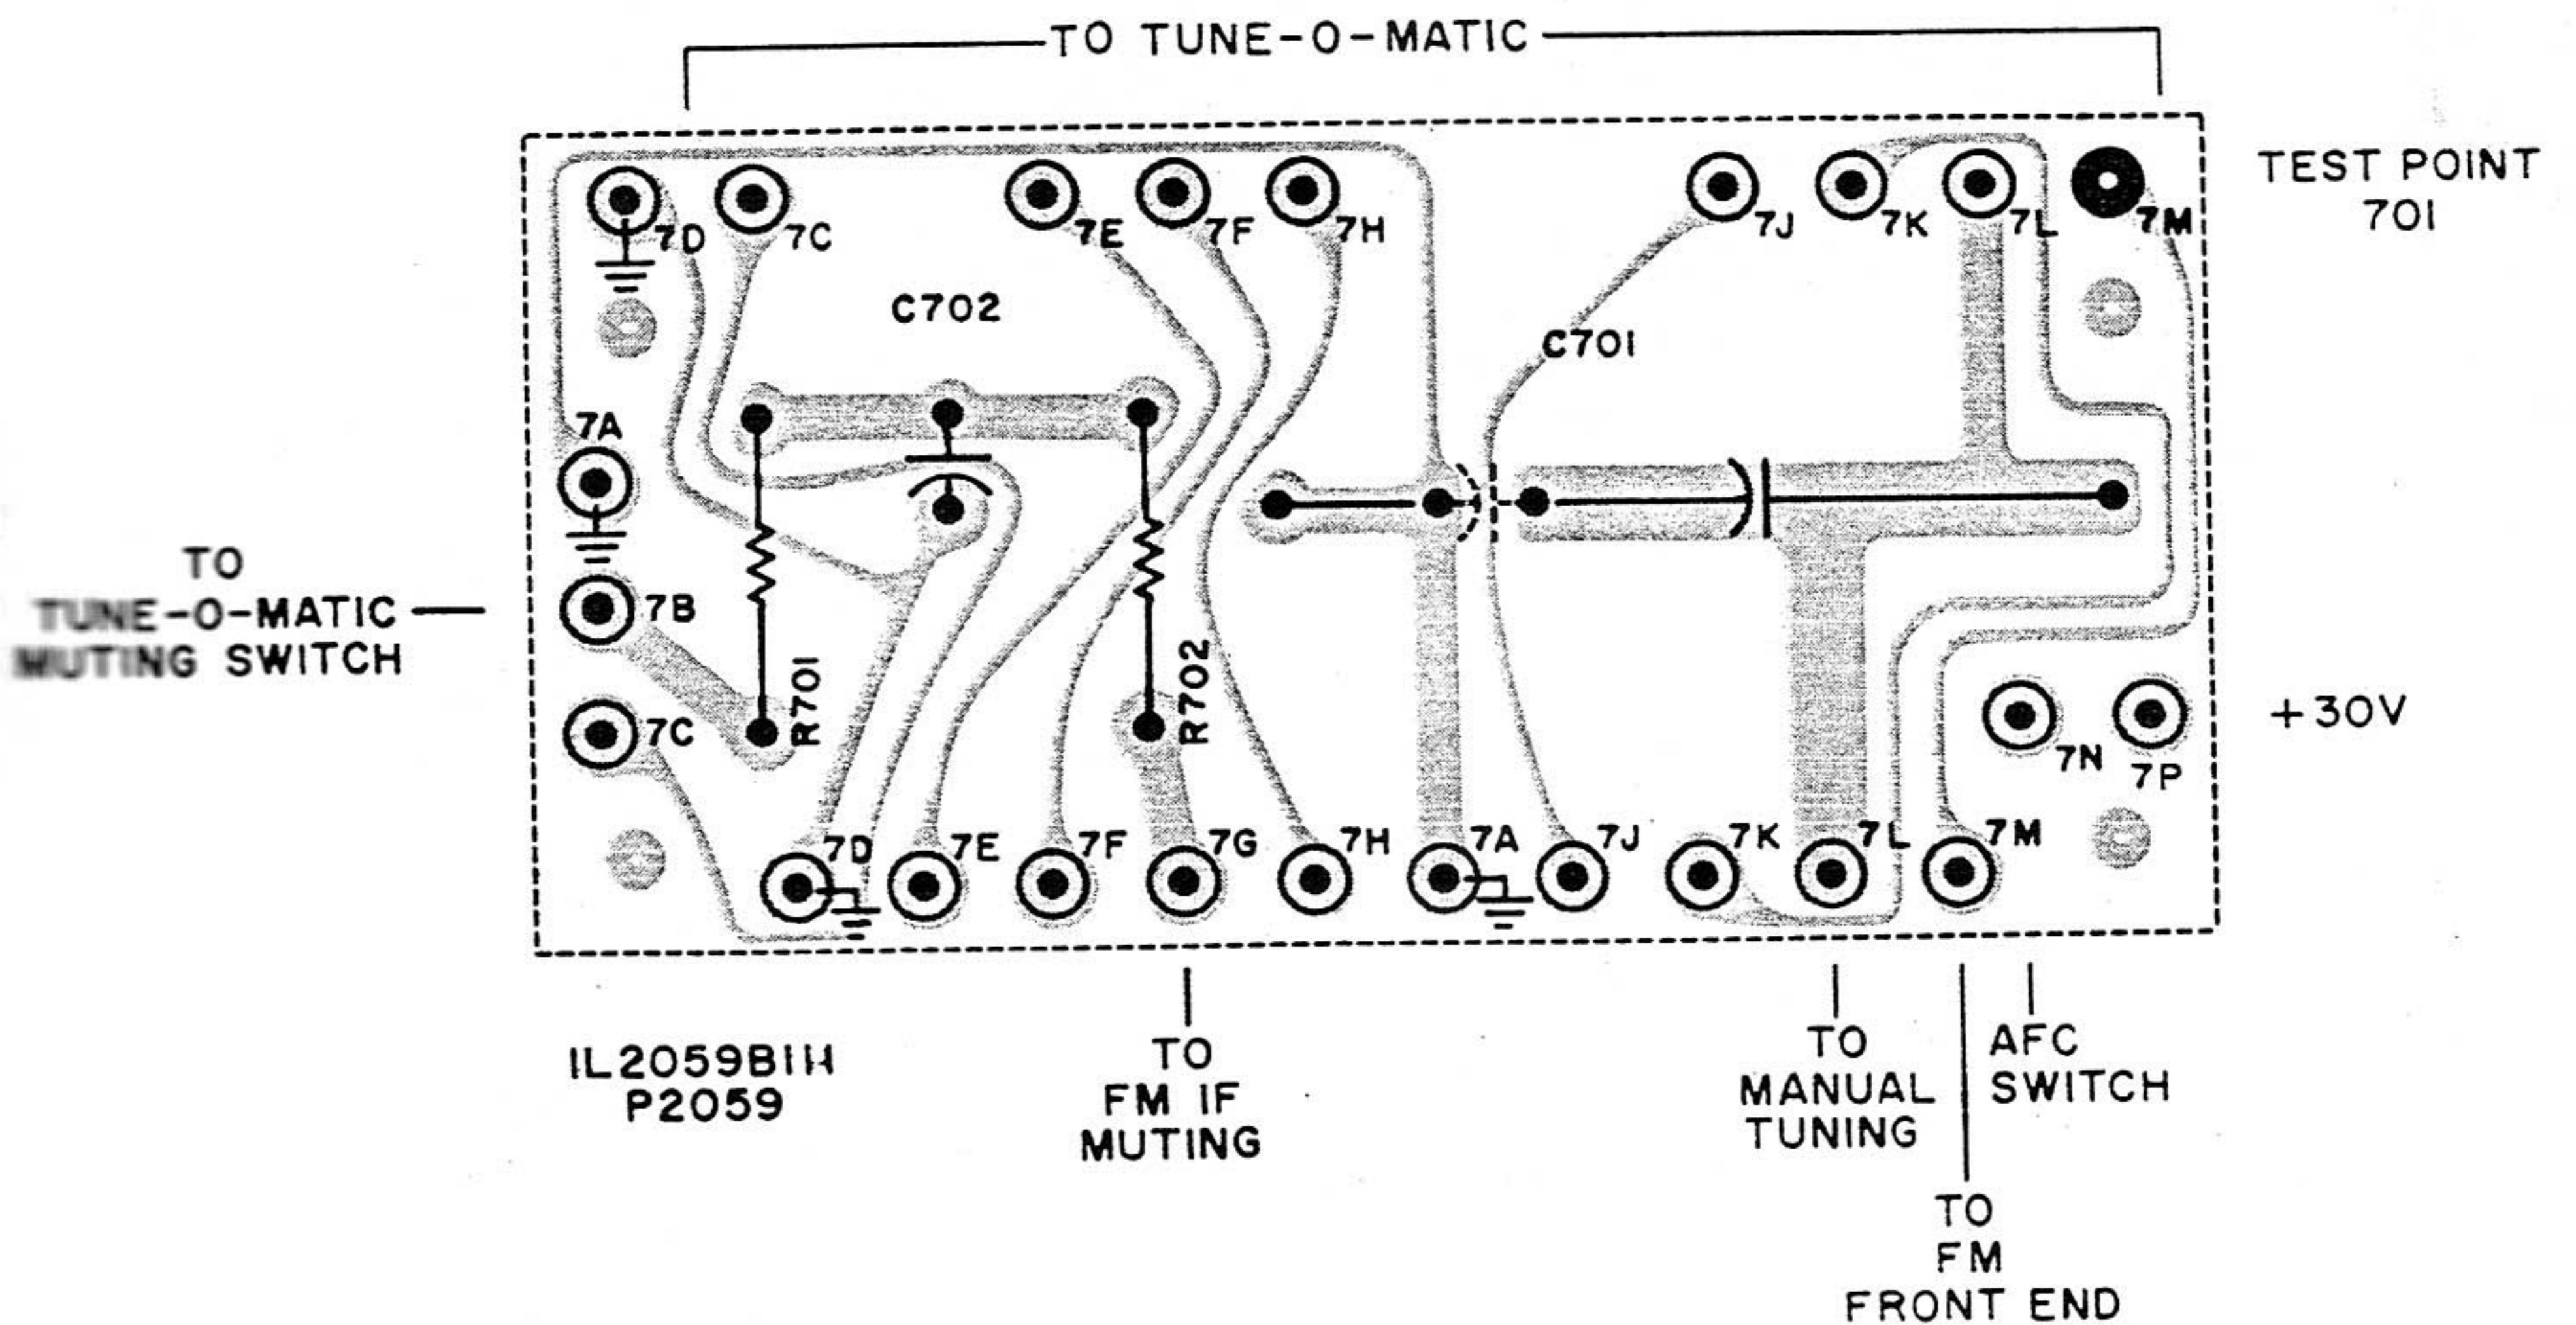 TO TUNE-O-MATIC
TEST POINT
701
7D
7C
7E
7F
7H
7J
7K
7L
7M
C702
C701
7A
TO
TUNE-O-MATIC
MUTING SWITCH
7B
7C
R701
R702
7N
7P
+30V
7D
7E
7F
7G
7H
7A
7J
7K
7L
7M
IL2059B1H
P2059
TO
FM IF
MUTING
TO
MANUAL
TUNING
AFC
SWITCH
TO
FM
FRONT END